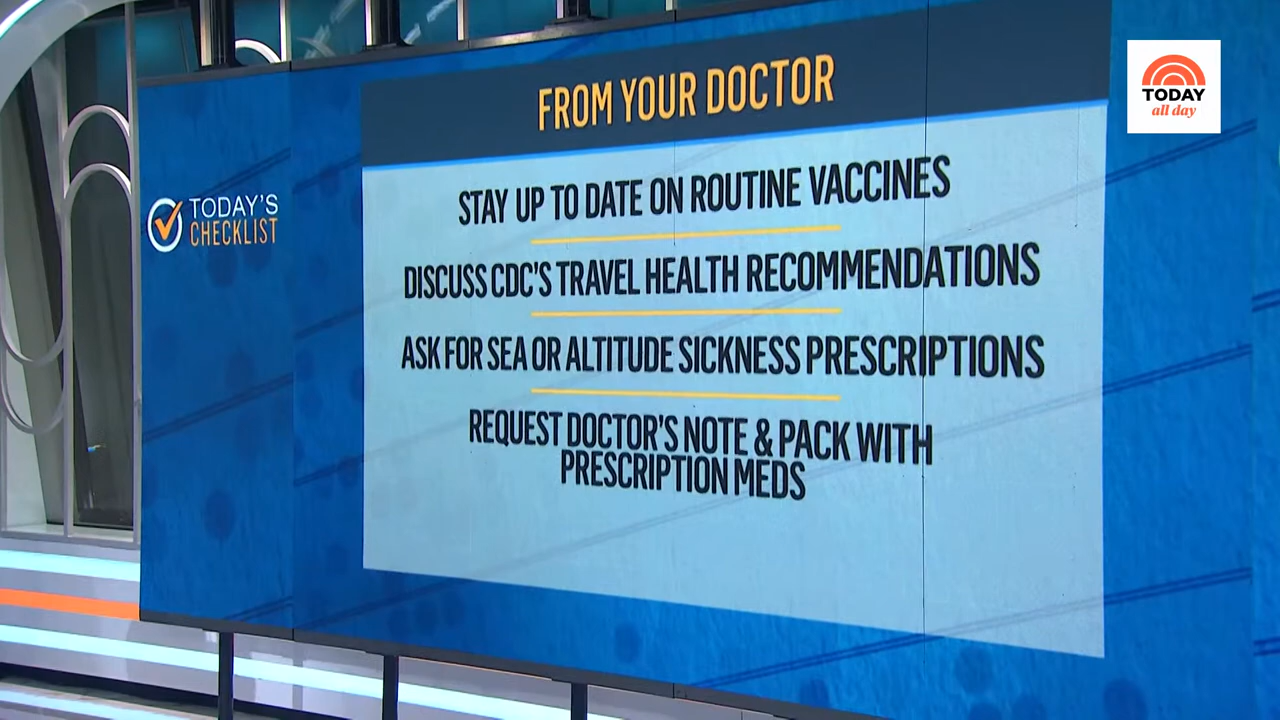 FROM YOUR DOCTOR
TODAY
all day
STAY UP TO DATE ON ROUTINE VACCINES
TODAY'S
CHECKLIST
DISCUSS CDC'S TRAVEL HEALTH RECOMMENDATIONS
ASK FOR SEA OR ALTITUDE SICKNESS PRESCRIPTIONS
REQUEST DOCTOR'S NOTE & PACK WITH
PRESCRIPTION MEDS